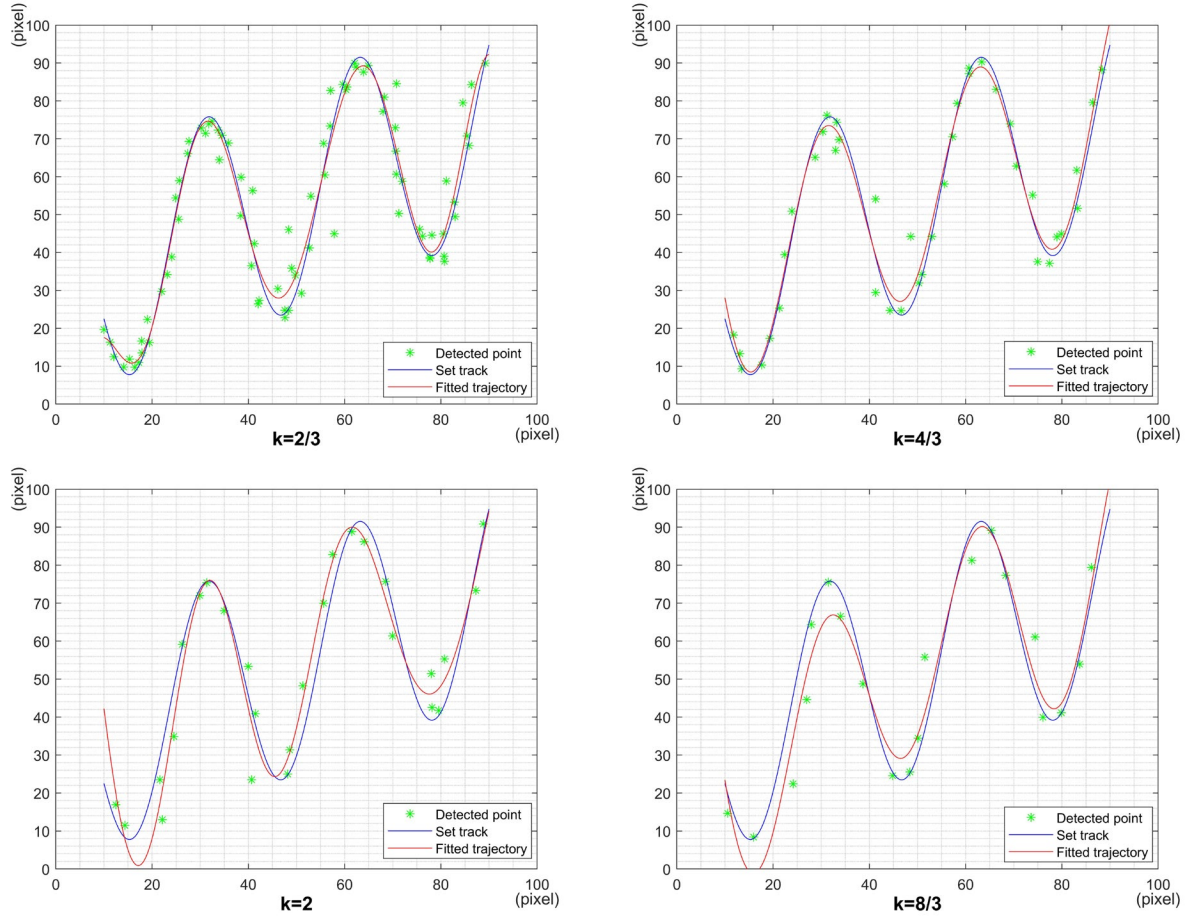 (pixel)
100
90
80
70
60
50
40
30
20
10
0
Detected point
Set track
Fitted trajectory
0 20 40 60 80 100
k=2/3 (pixel)
(pixel)
100
90
80
70
60
50
40
30
20
10
0
Detected point
Set track
Fitted trajectory
0 20 40 60 80 100
k=4/3 (pixel)
(pixel)
100
90
80
70
60
50
40
30
20
10
0
Detected point
Set track
Fitted trajectory
0 20 40 60 80 100
k=2 (pixel)
(pixel)
100
90
80
70
60
50
40
30
20
10
0
Detected point
Set track
Fitted trajectory
0 20 40 60 80 100
k=8/3 (pixel)